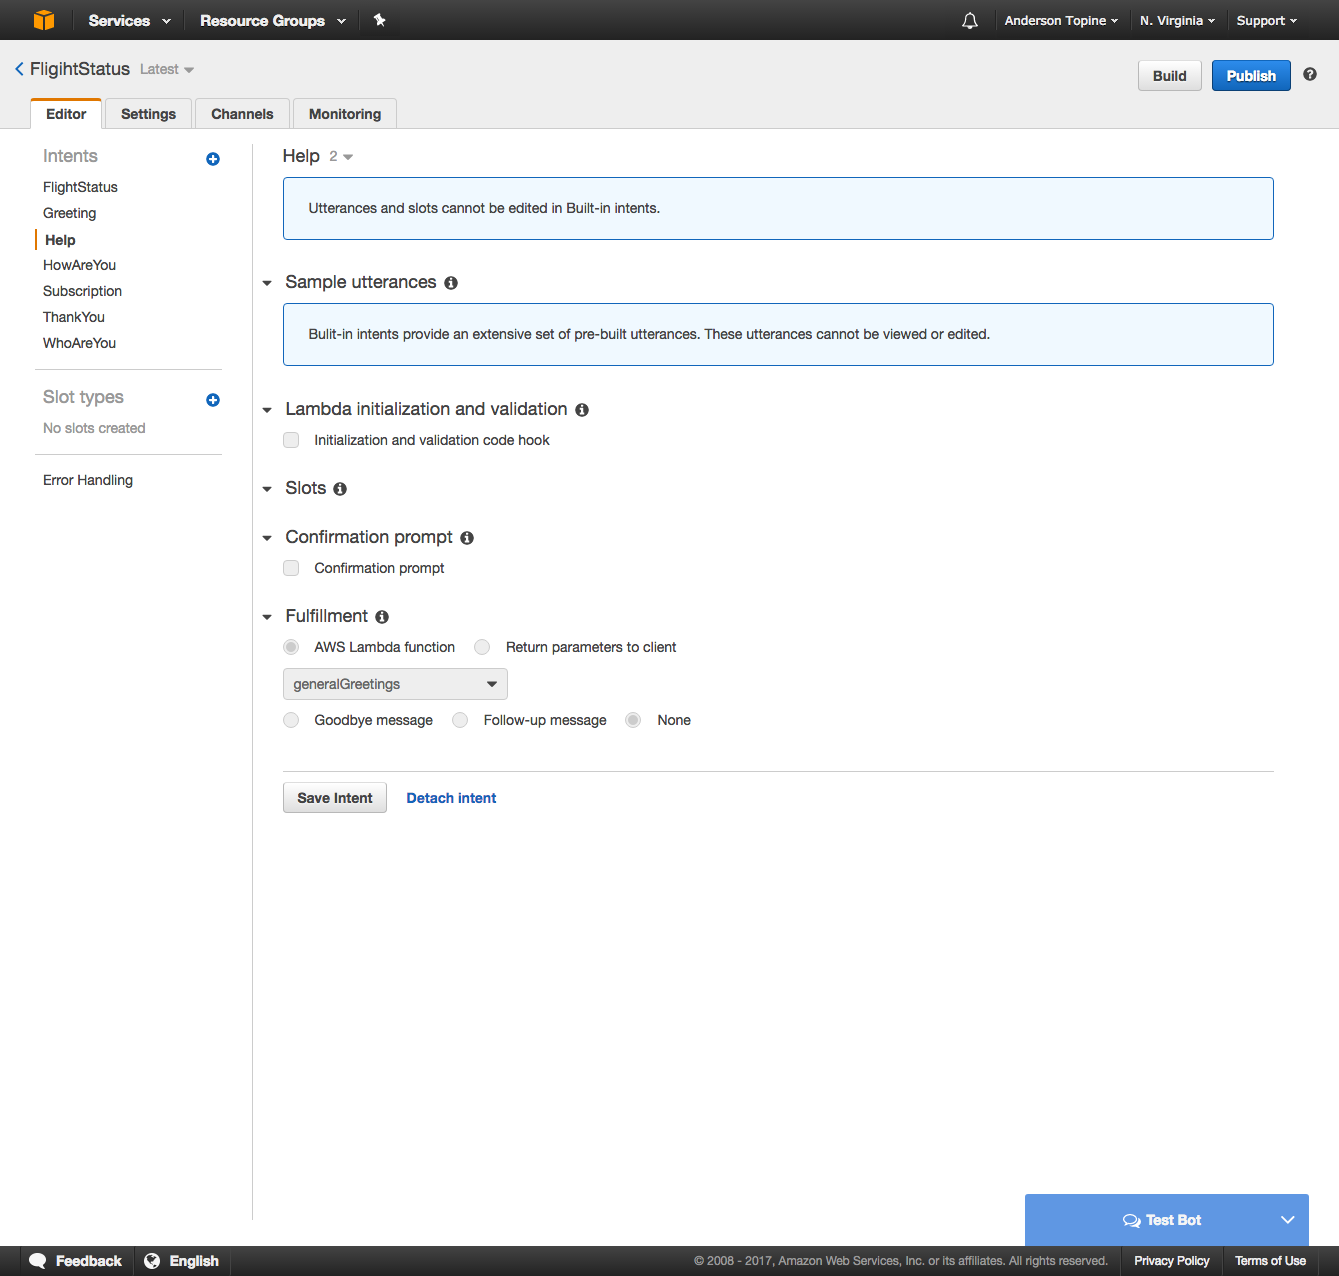 Services Resource Groups Anderson Topine N. Virginia Support
FligihtStatus Latest
Build Publish
Editor Settings Channels Monitoring
Intents
FlightStatus
Greeting
Help
HowAreYou
Subscription
ThankYou
WhoAreYou
Slot types
No slots created
Error Handling
Help 2
Utterances and slots cannot be edited in Built-in intents.
Sample utterances
Bulit-in intents provide an extensive set of pre-built utterances. These utterances cannot be viewed or edited.
Lambda initialization and validation
Initialization and validation code hook
Slots
Confirmation prompt
Confirmation prompt
Fulfillment
AWS Lambda function Return parameters to client
generalGreetings
Goodbye message Follow-up message None
Save Intent Detach intent
Test Bot
Feedback English © 2008 - 2017, Amazon Web Services, Inc. or its affiliates. All rights reserved. Privacy Policy Terms of Use